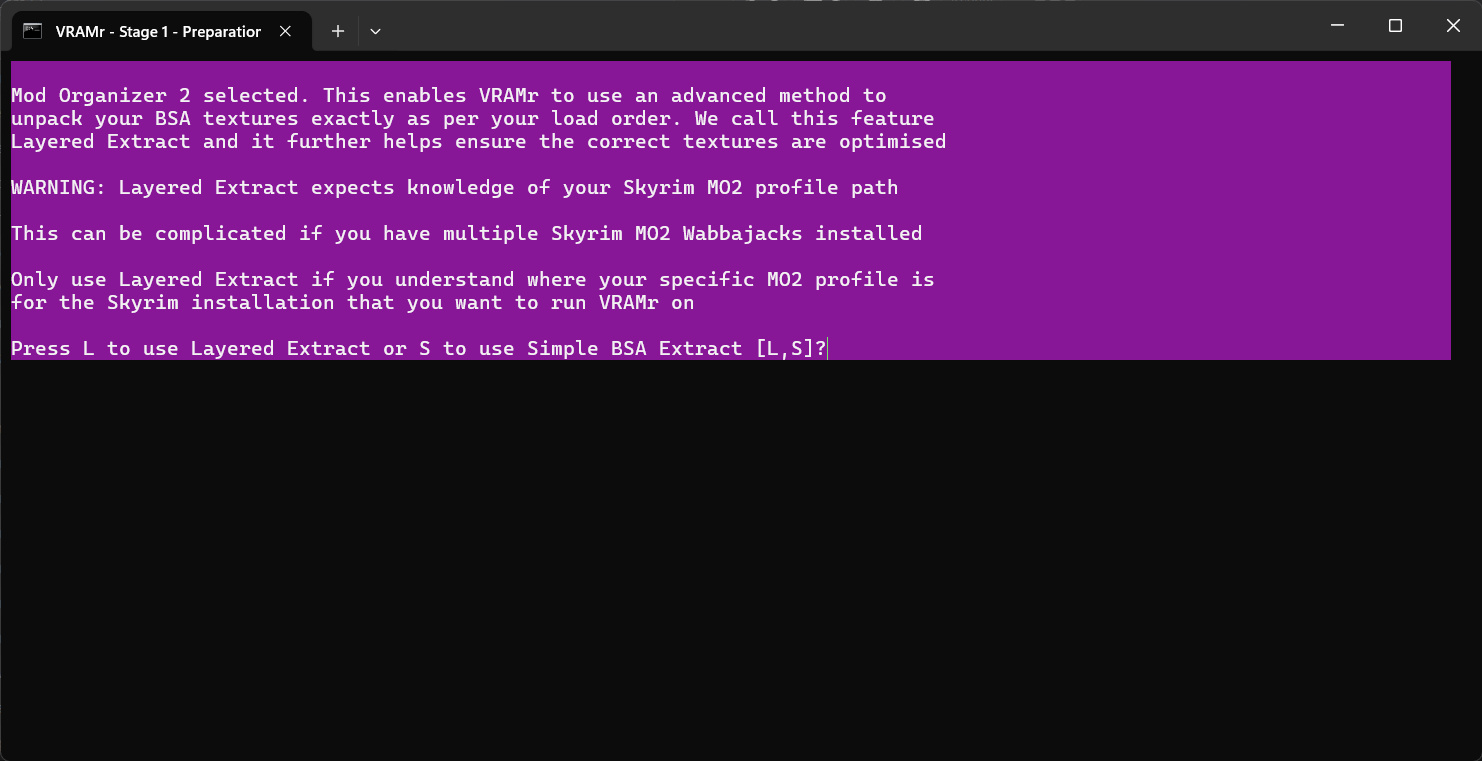 VRAMr - Stage 1 - Preparation
Mod Organizer 2 selected. This enables VRAMr to use an advanced method to
unpack your BSA textures exactly as per your load order. We call this feature
Layered Extract and it further helps ensure the correct textures are optimised
WARNING: Layered Extract expects knowledge of your Skyrim MO2 profile path
This can be complicated if you have multiple Skyrim MO2 Wabbajacks installed
Only use Layered Extract if you understand where your specific MO2 profile is
for the Skyrim installation that you want to run VRAMr on
Press L to use Layered Extract or S to use Simple BSA Extract [L,S]?